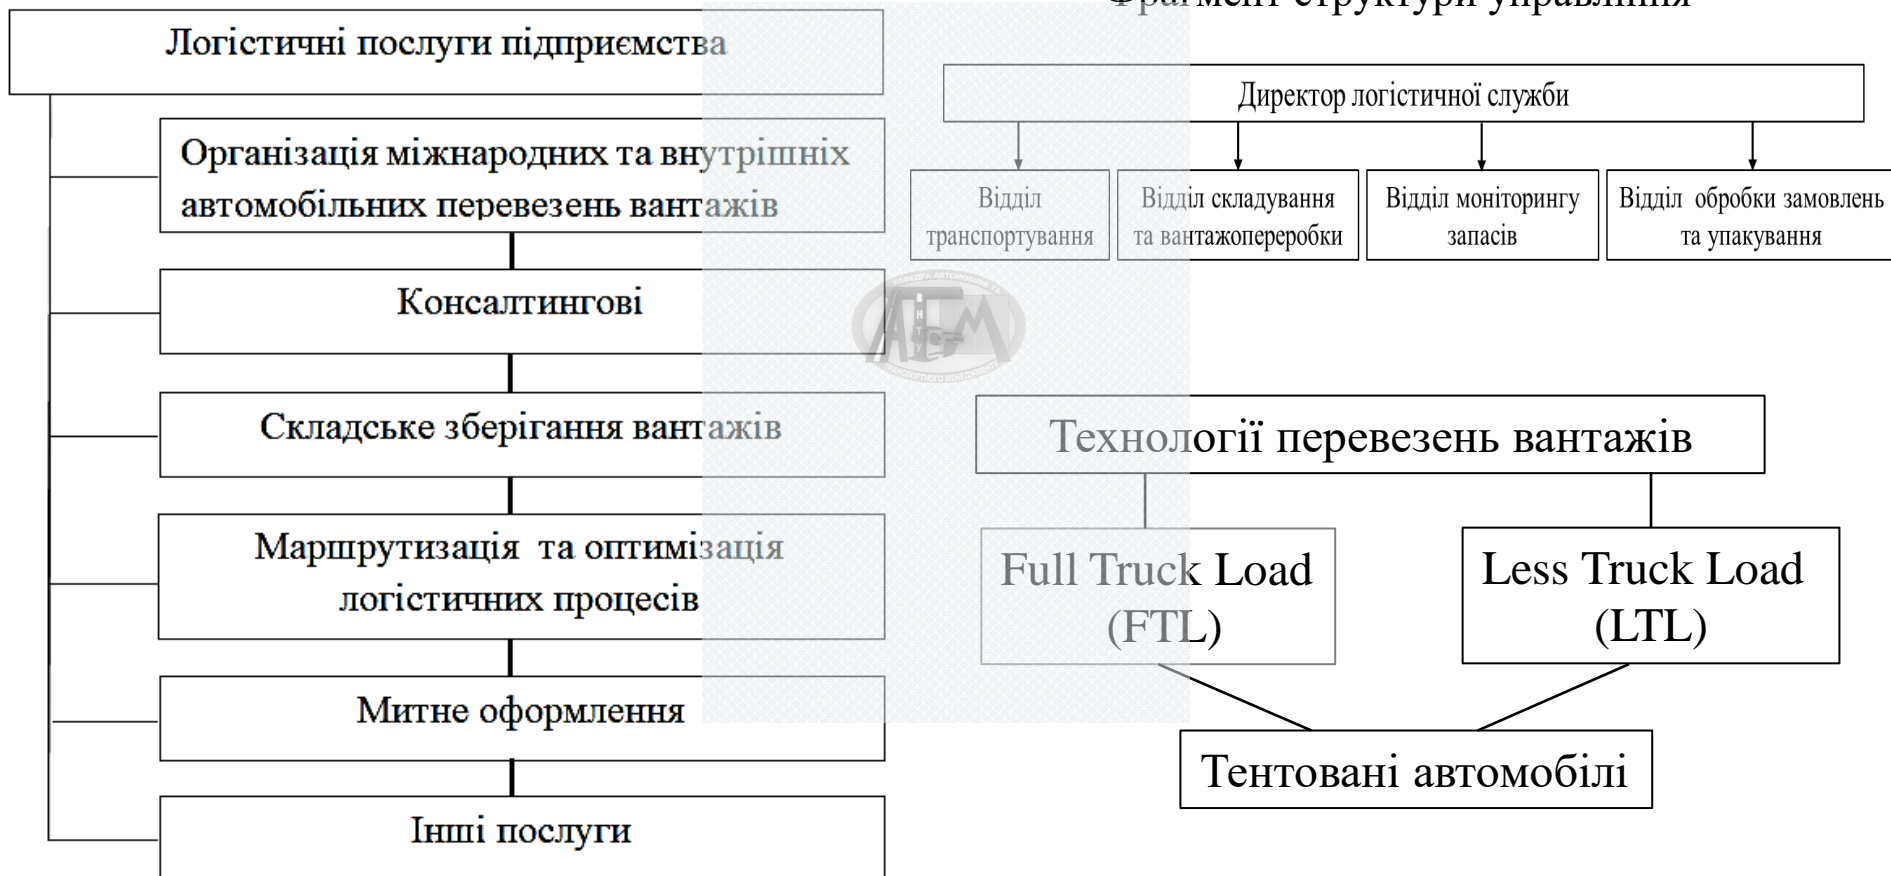 Фрагмент структури управління
Логістичні послуги підприємства
Організація міжнародних та внутрішніх
автомобільних перевезень вантажів
Консалтингові
Складське зберігання вантажів
Маршрутизація та оптимізація
логістичних процесів
Митне оформлення
Інші послуги
Директор логістичної служби
Відділ
транспортування
Відділ складування
та вантажопереробки
Відділ моніторингу
запасів
Відділ обробки замовлень
та упакування
АТМ
ВНТУ
Технології перевезень вантажів
Full Truck Load
(FTL)
Less Truck Load
(LTL)
Тентовані автомобілі